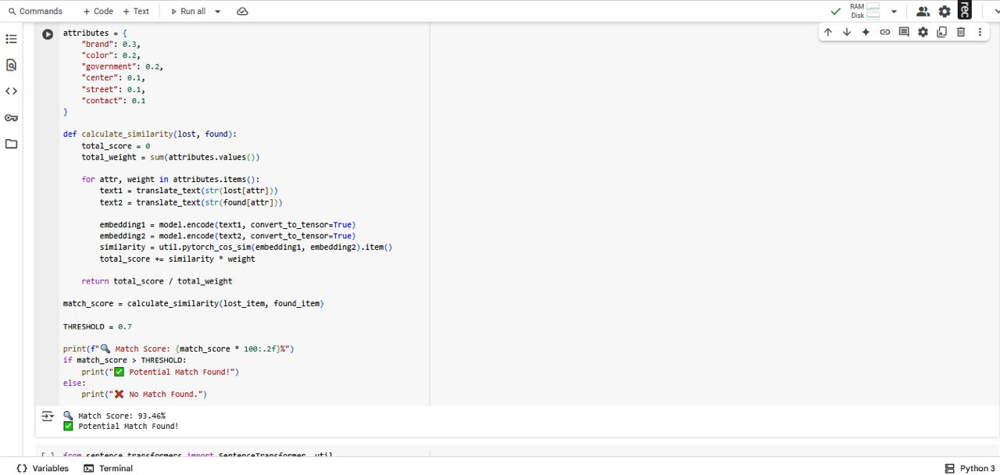 Commands + Code + Text Run all
RAM
Disk
rec
attributes = {
"brand": 0.3,
"color": 0.2,
"government": 0.2,
"center": 0.1,
"street": 0.1,
"contact": 0.1
}
def calculate_similarity(lost, found):
total_score = 0
total_weight = sum(attributes.values())
for attr, weight in attributes.items():
text1 = translate_text(str(lost[attr]))
text2 = translate_text(str(found[attr]))
embedding1 = model.encode(text1, convert_to_tensor=True)
embedding2 = model.encode(text2, convert_to_tensor=True)
similarity = util.pytorch_cos_sim(embedding1, embedding2).item()
total_score += similarity * weight
return total_score / total_weight
match_score = calculate_similarity(lost_item, found_item)
THRESHOLD = 0.7
print(f"🔍 Match Score: {match_score * 100:.2f}%")
if match_score > THRESHOLD:
print("✅ Potential Match Found!")
else:
print("❌ No Match Found.")
🔍 Match Score: 93.46%
✅ Potential Match Found!
[ ] from sentence_transformers import SentenceTransformer, util
Variables Terminal Python 3